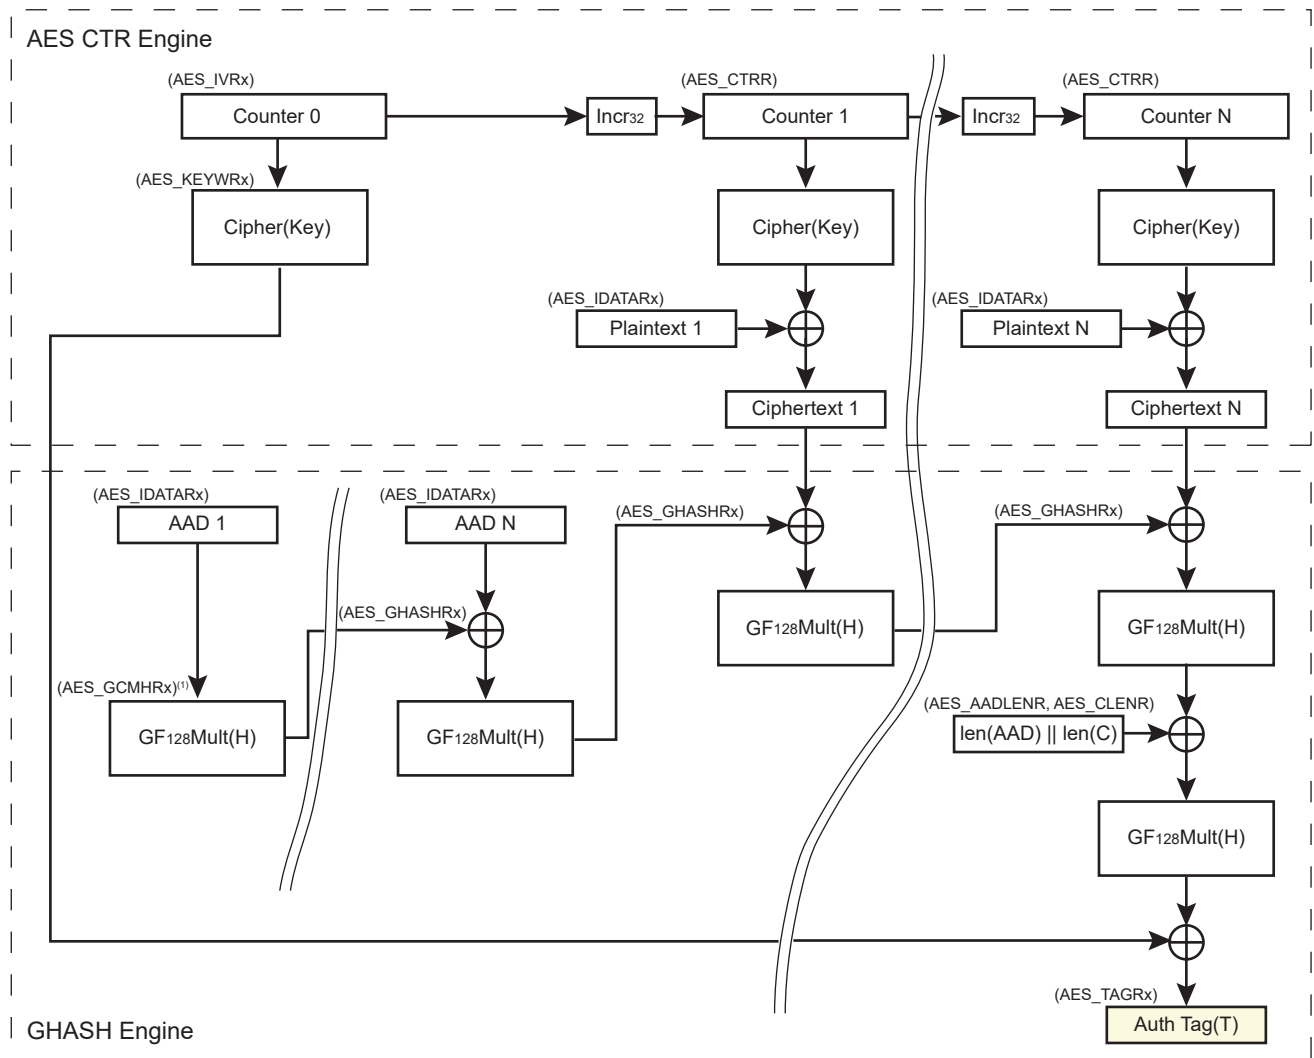 AES CTR Engine
(AES_IVRx)
(AES_CTRR)
(AES_CTRR)
Counter 0
Incr32
Counter 1
Incr32
Counter N
(AES_KEYWRx)
Cipher(Key)
Cipher(Key)
Cipher(Key)
(AES_IDATARx)
(AES_IDATARx)
Plaintext 1
Plaintext N
Ciphertext 1
Ciphertext N
(AES_IDATARx)
(AES_IDATARx)
AAD 1
AAD N
(AES_GHASHRx)
(AES_GHASHRx)
(AES_GHASHRx)
GF128Mult(H)
GF128Mult(H)
(AES_GCMHRx)(1)
GF128Mult(H)
GF128Mult(H)
(AES_AADLENR, AES_CLENR)
len(AAD) || len(C)
GF128Mult(H)
(AES_TAGRx)
Auth Tag(T)
GHASH Engine